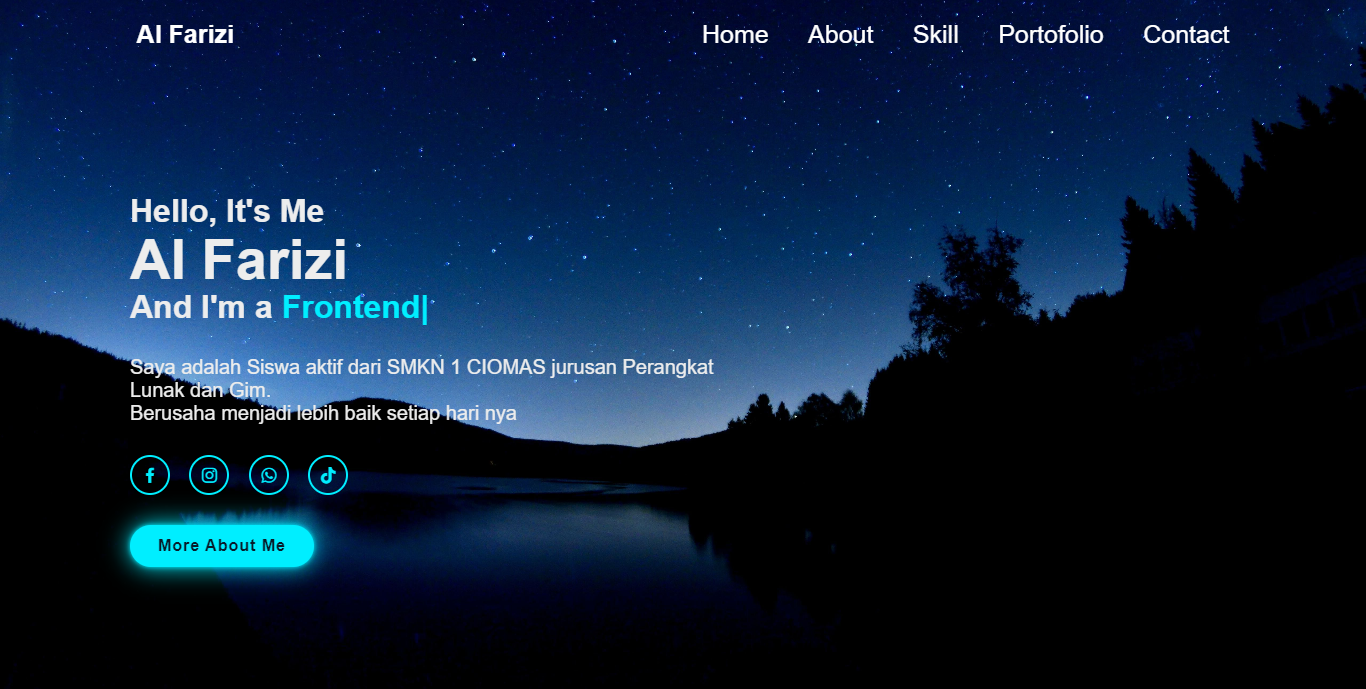 Al Farizi
Home About Skill Portofolio Contact
Hello, It's Me
Al Farizi
And I'm a Frontend|
Saya adalah Siswa aktif dari SMKN 1 CIOMAS jurusan Perangkat
Lunak dan Gim.
Berusaha menjadi lebih baik setiap hari nya
More About Me